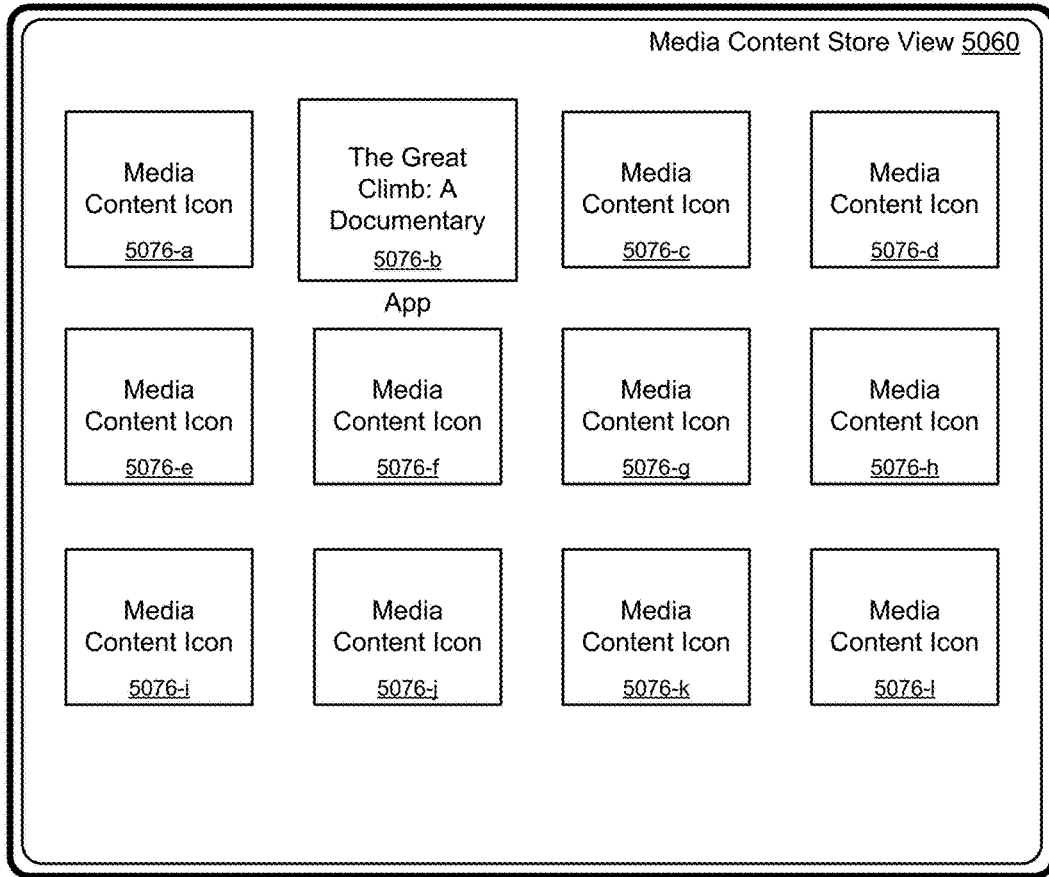 Media Content Store View 5060
Media
Content Icon
5076-a
The Great
Climb: A
Documentary
5076-b
App
Media
Content Icon
5076-c
Media
Content Icon
5076-d
Media
Content Icon
5076-e
Media
Content Icon
5076-f
Media
Content Icon
5076-g
Media
Content Icon
5076-h
Media
Content Icon
5076-i
Media
Content Icon
5076-j
Media
Content Icon
5076-k
Media
Content Icon
5076-l